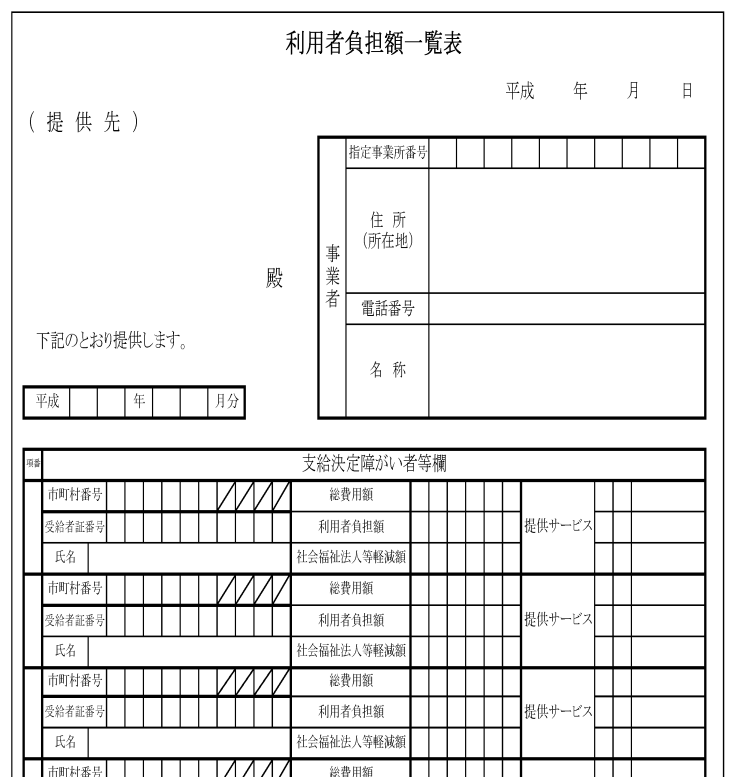 利用者負担額一覧表
平成　年　月　日
（提供先）
指定事業所番号
住所
（所在地）
事業者
殿
電話番号
下記のとおり提供します。
名称
平成　年　月分
項番　支給決定障がい者等欄
市町村番号　総費用額
受給者証番号　利用者負担額　提供サービス
氏名　社会福祉法人等軽減額
市町村番号　総費用額
受給者証番号　利用者負担額　提供サービス
氏名　社会福祉法人等軽減額
市町村番号　総費用額
受給者証番号　利用者負担額　提供サービス
氏名　社会福祉法人等軽減額
市町村番号　総費用額